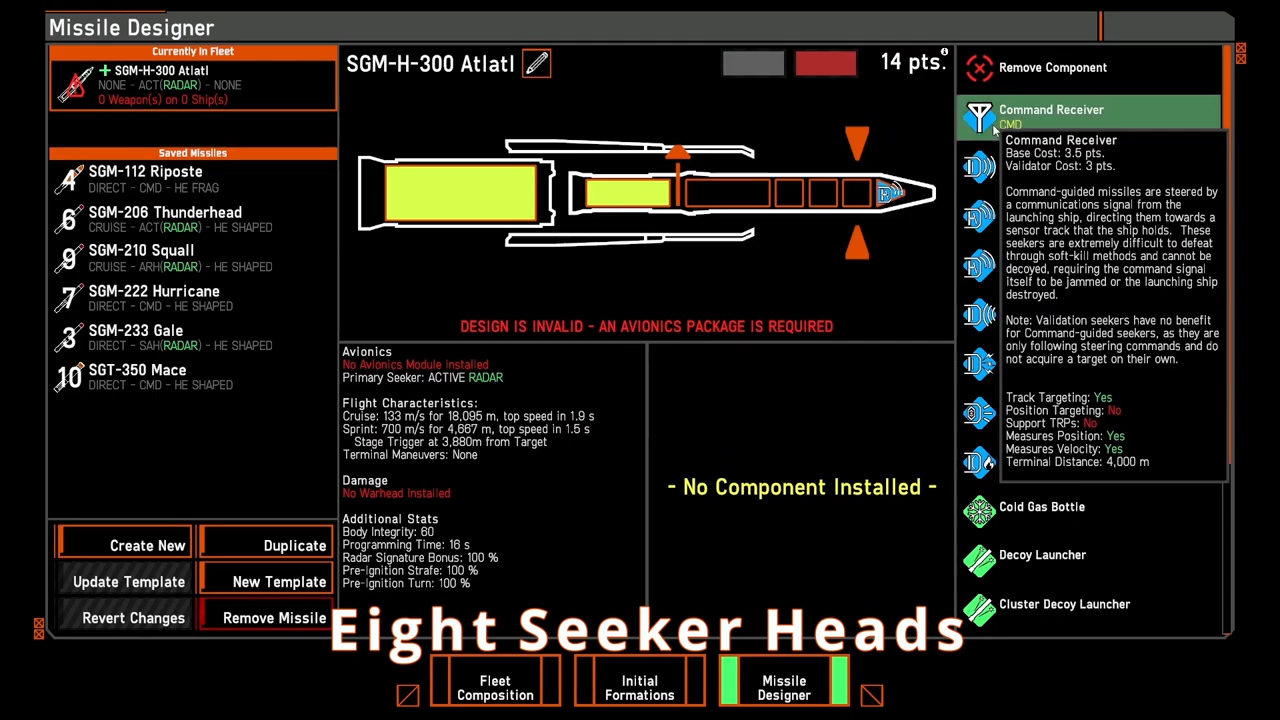 Missile Designer
Currently In Fleet
SGM-H-300 Atlatl
NONE - ACT(RADAR) - NONE
0 Weapon(s) on 0 Ship(s)
Saved Missiles
4 SGM-112 Riposte
DIRECT - CMD - HE FRAG
6 SGM-206 Thunderhead
CRUISE - ACT(RADAR) - HE SHAPED
9 SGM-210 Squall
CRUISE - ARH(RADAR) - HE SHAPED
7 SGM-222 Hurricane
DIRECT - CMD - HE SHAPED
3 SGM-233 Gale
DIRECT - SAH(RADAR) - HE SHAPED
10 SGT-350 Mace
DIRECT - CMD - HE SHAPED
Create New
Duplicate
Update Template
New Template
Revert Changes
Remove Missile
SGM-H-300 Atlatl
14 pts.
DESIGN IS INVALID - AN AVIONICS PACKAGE IS REQUIRED
Avionics
No Avionics Module Installed
Primary Seeker: ACTIVE RADAR
Flight Characteristics:
Cruise: 133 m/s for 18,095 m, top speed in 1.9 s
Sprint: 700 m/s for 4,667 m, top speed in 1.5 s
Stage Trigger at 3,880m from Target
Terminal Maneuvers: None
Damage
No Warhead Installed
Additional Stats
Body Integrity: 60
Programming Time: 16 s
Radar Signature Bonus: 100 %
Pre-Ignition Strafe: 100 %
Pre-Ignition Turn: 100 %
- No Component Installed -
Remove Component
Command Receiver
CMD
Command Receiver
Base Cost: 3.5 pts.
Validator Cost: 3 pts.
Command-guided missiles are steered by
a communications signal from the
launching ship, directing them towards a
sensor track that the ship holds. These
seekers are extremely difficult to defeat
through soft-kill methods and cannot be
decoyed, requiring the command signal
itself to be jammed or the launching ship
destroyed.
Note: Validation seekers have no benefit
for Command-guided seekers, as they are
only following steering commands and do
not acquire a target on their own.
Track Targeting: Yes
Position Targeting: No
Support TRPs: No
Measures Position: Yes
Measures Velocity: Yes
Terminal Distance: 4,000 m
Cold Gas Bottle
Decoy Launcher
Cluster Decoy Launcher
Eight Seeker Heads
Fleet
Composition
Initial
Formations
Missile
Designer